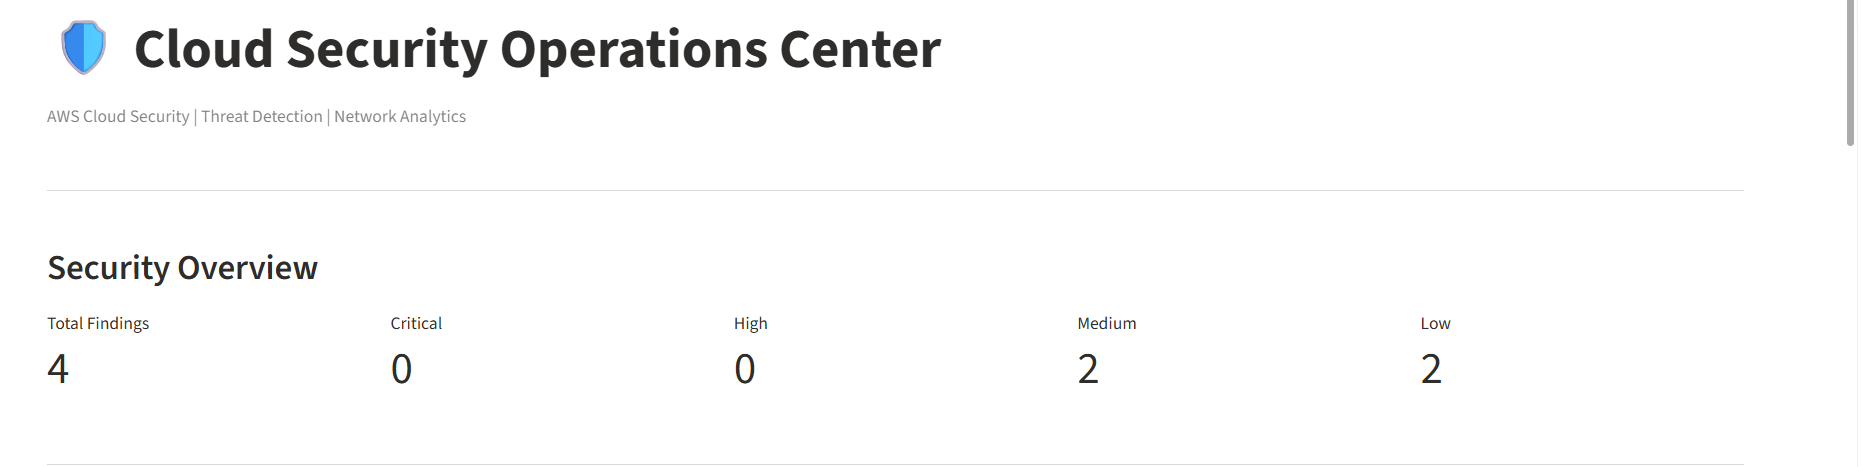 Cloud Security Operations Center
AWS Cloud Security | Threat Detection | Network Analytics
Security Overview
Total Findings
4
Critical
0
High
0
Medium
2
Low
2